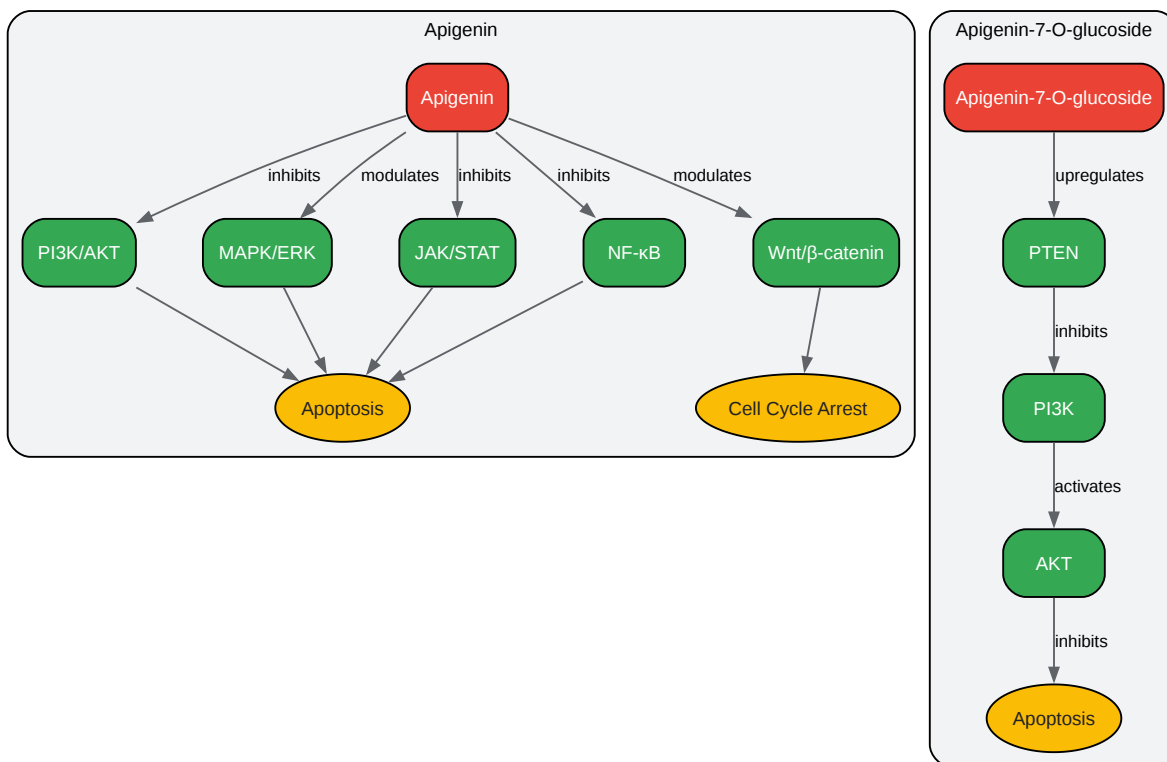 Apigenin
Apigenin
inhibits
modulates
inhibits
inhibits
modulates
PI3K/AKT
MAPK/ERK
JAK/STAT
NF-κB
Wnt/β-catenin
Apoptosis
Cell Cycle Arrest
Apigenin-7-O-glucoside
Apigenin-7-O-glucoside
upregulates
PTEN
inhibits
PI3K
activates
AKT
inhibits
Apoptosis